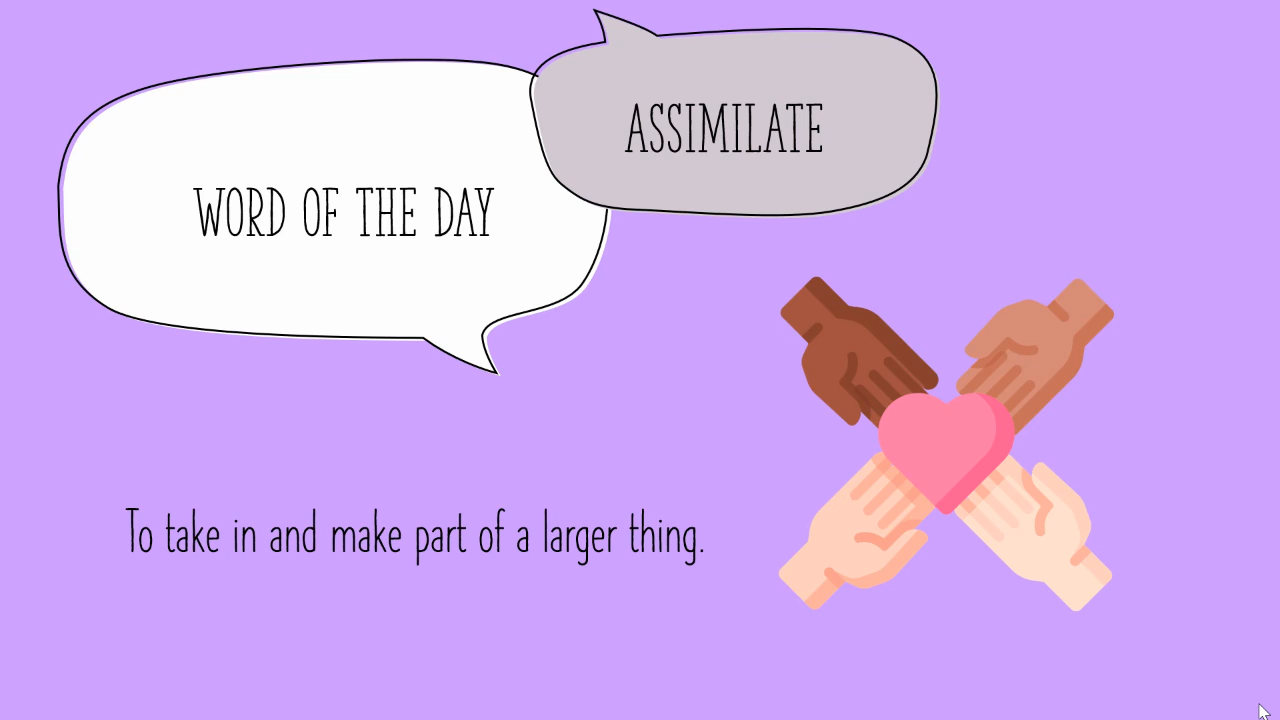 WORD OF THE DAY
ASSIMILATE
To take in and make part of a larger thing.